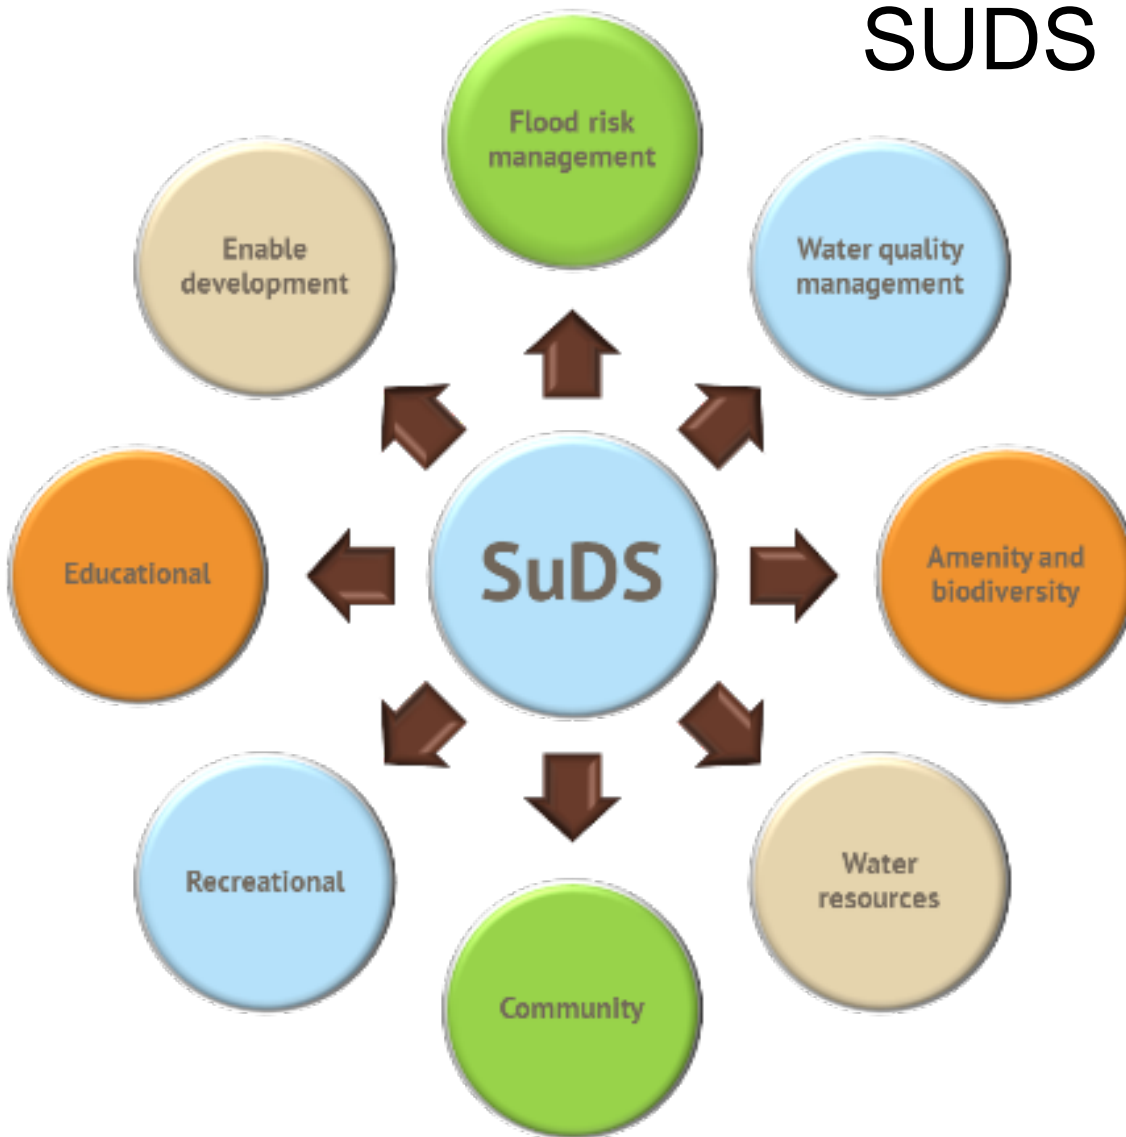 SUDS
Flood risk
management
Enable
development
Water quality
management
Educational
SuDS
Amenity and
biodiversity
Recreational
Water
resources
Community